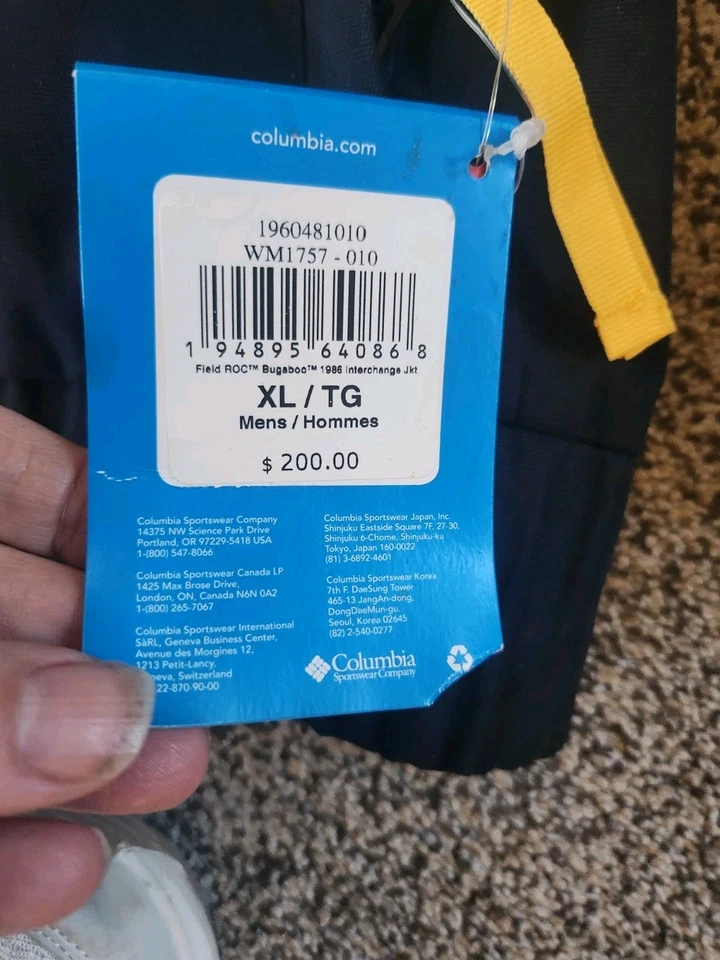 columbia.com
1960481010
WM1757 - 010
1 94895 64086 8
Field ROC™ Bugaboo™ 1986 Interchange Jkt
XL / TG
Mens / Hommes
$ 200.00
Columbia Sportswear Company
14375 NW Science Park Drive
Portland, OR 97229-5418 USA
1-(800) 547-8066
Columbia Sportswear Canada LP
1425 Max Brose Drive,
London, ON, Canada N6N 0A2
1-(800) 265-7067
Columbia Sportswear International
SàRL, Geneva Business Center,
Avenue des Morgines 12,
1213 Petit-Lancy,
Switzerland
22-870-90-00
Columbia Sportswear Japan, Inc.
Shinjuku Eastside Square 7F, 27-30,
Shinjuku 6-Chome, Shinjuku-ku
Tokyo, Japan 160-0022
(81) 3-6892-4601
Columbia Sportswear Korea
7th F. DaeSung Tower
465-13 JangAn-dong,
DongDaeMun-gu,
Seoul, Korea 02645
(82) 2-540-0277
Columbia
Sportswear Company